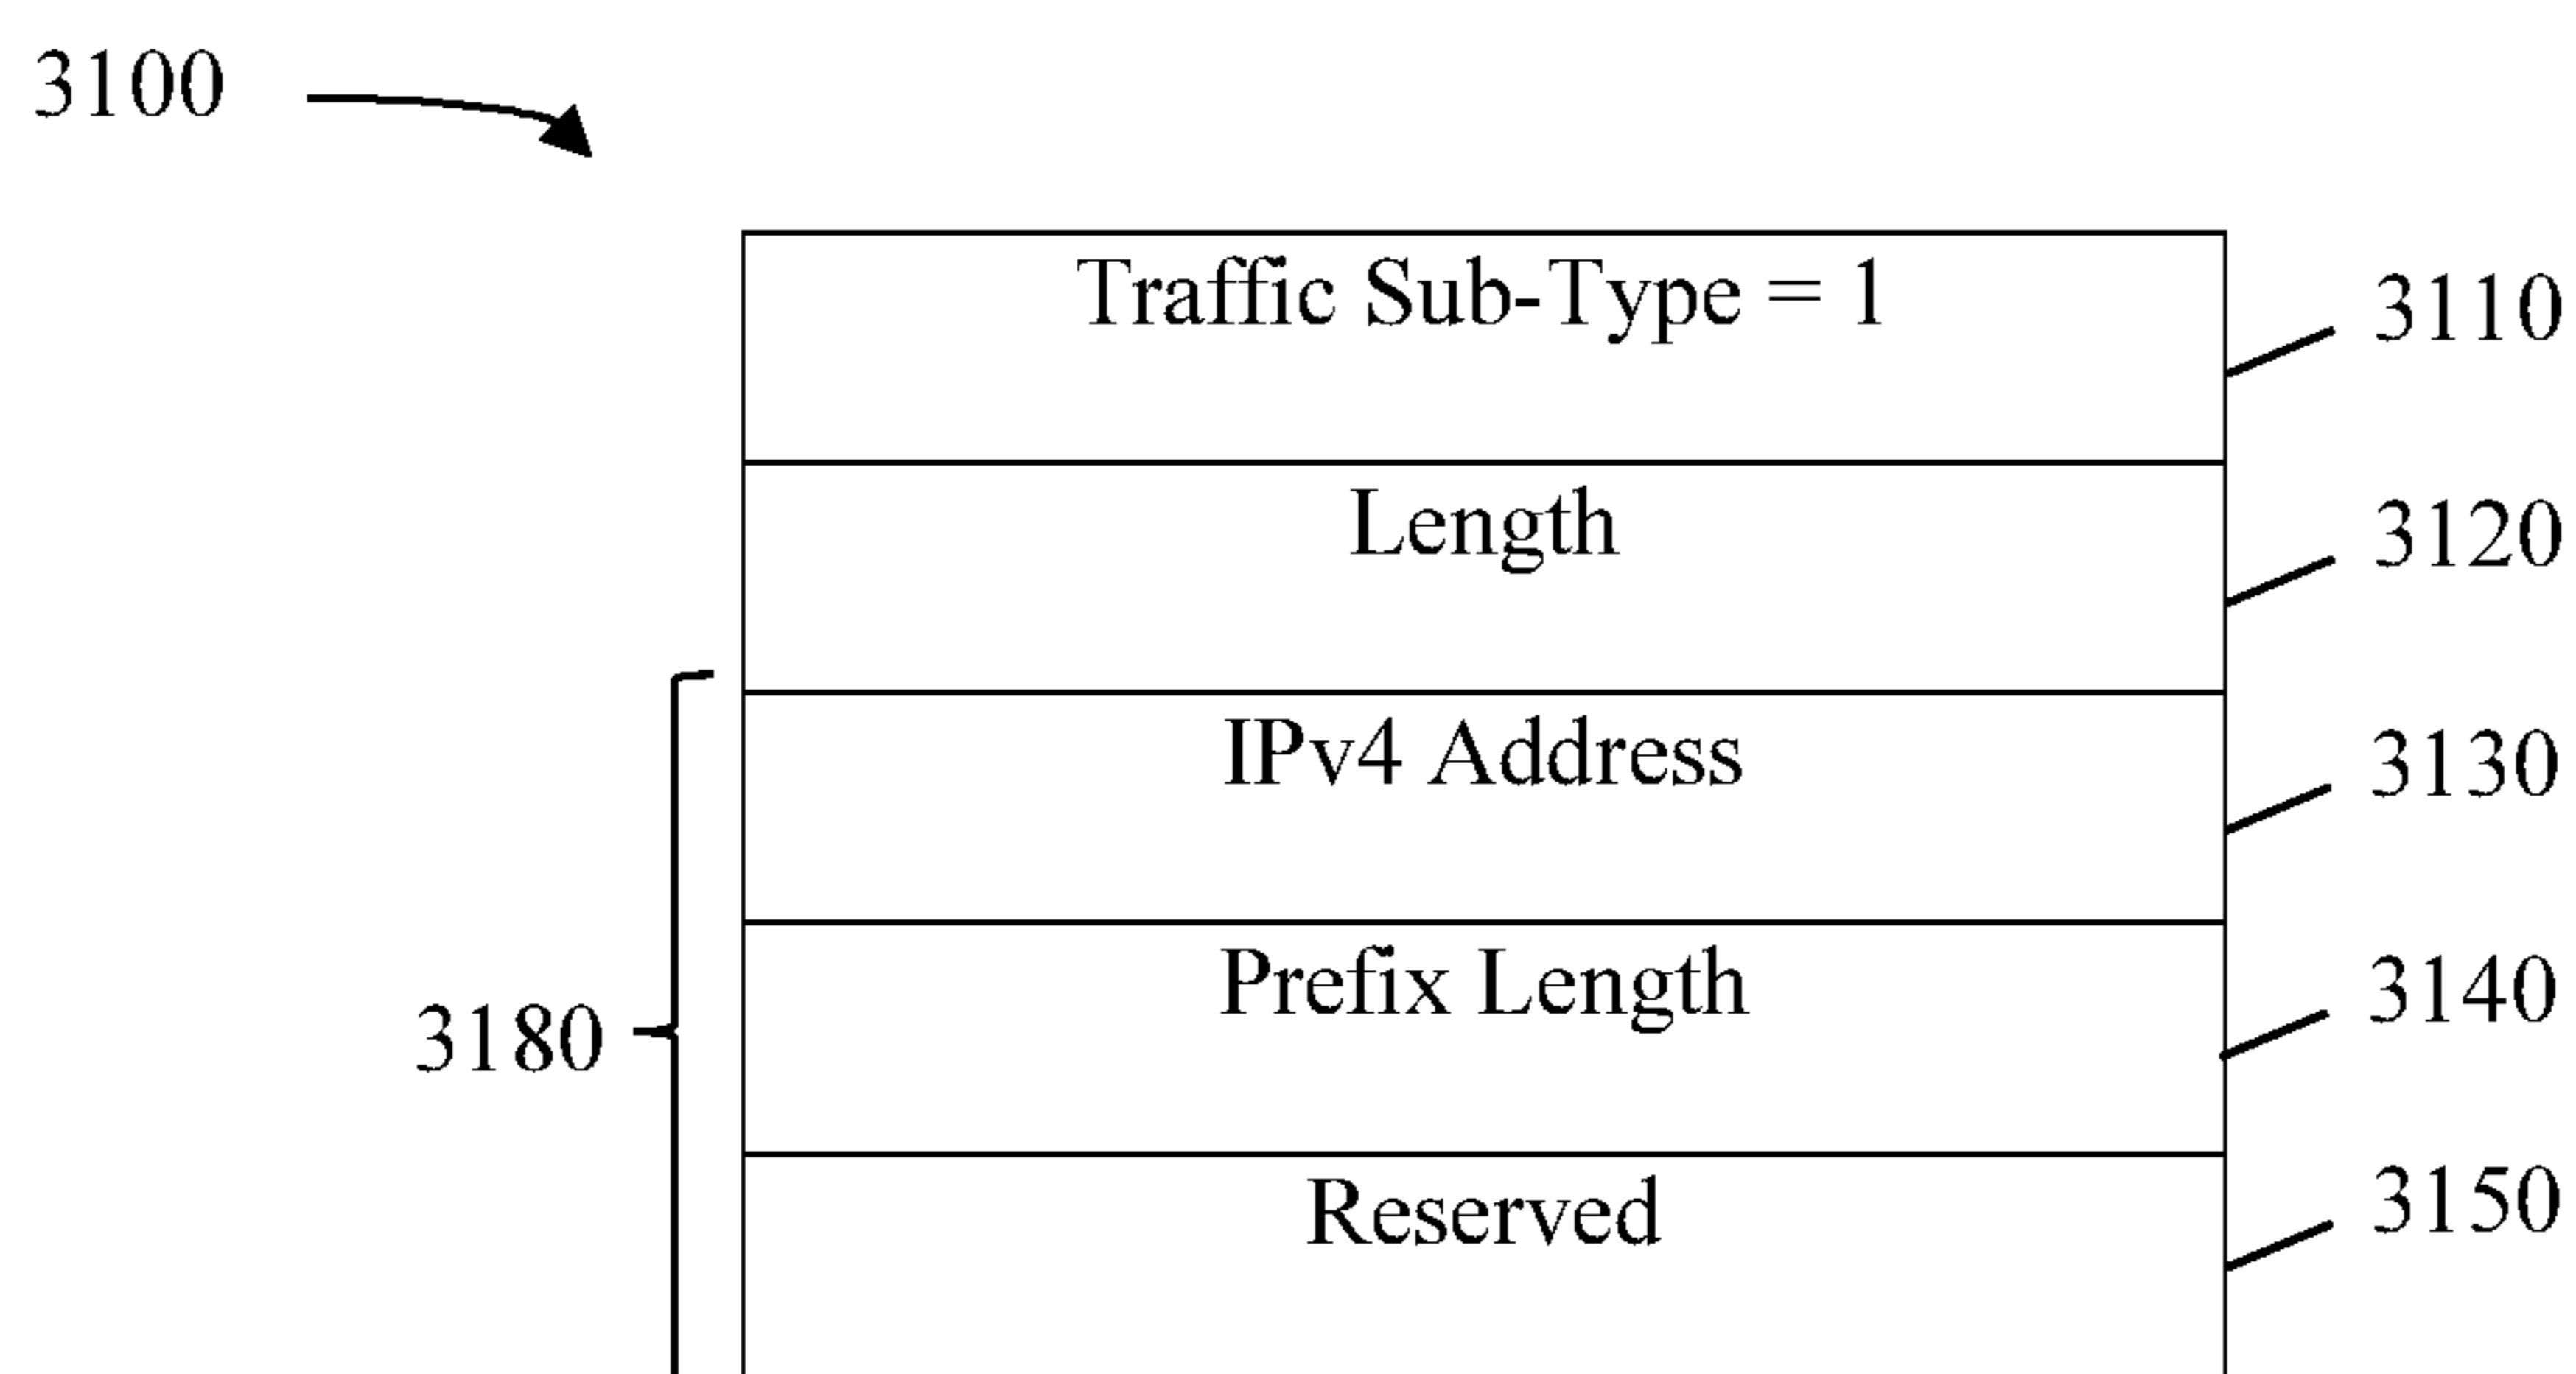 3100
Traffic Sub-Type = 1
3110
Length
3120
IPv4 Address
3130
Prefix Length
3140
3180
Reserved
3150